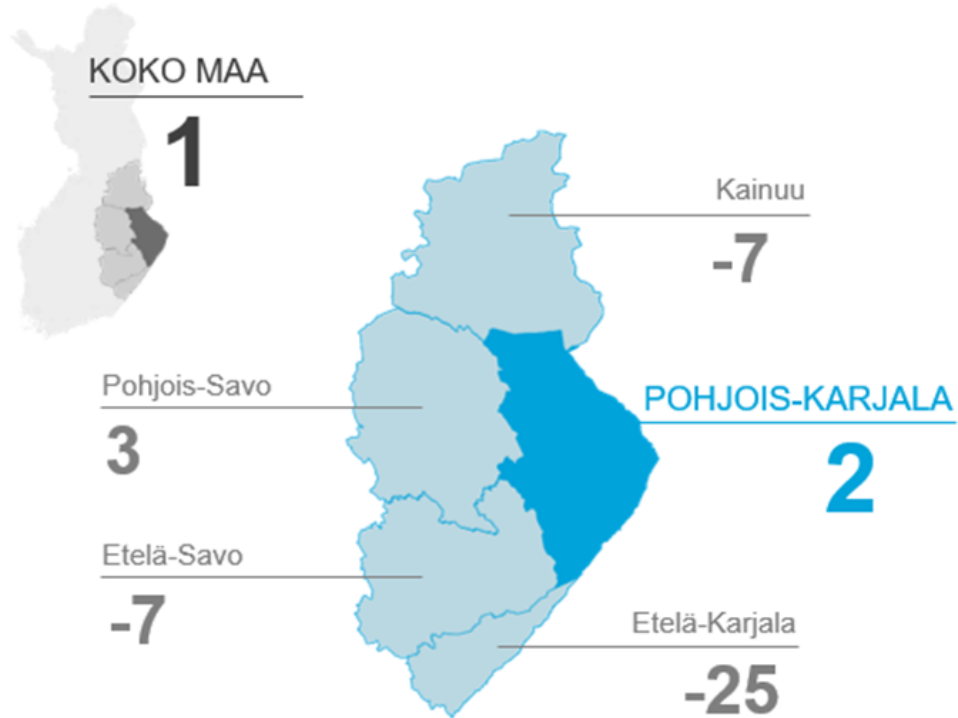 KOKO MAA
1
Kainuu
-7
Pohjois-Savo
3
POHJOIS-KARJALA
2
Etelä-Savo
-7
Etelä-Karjala
-25